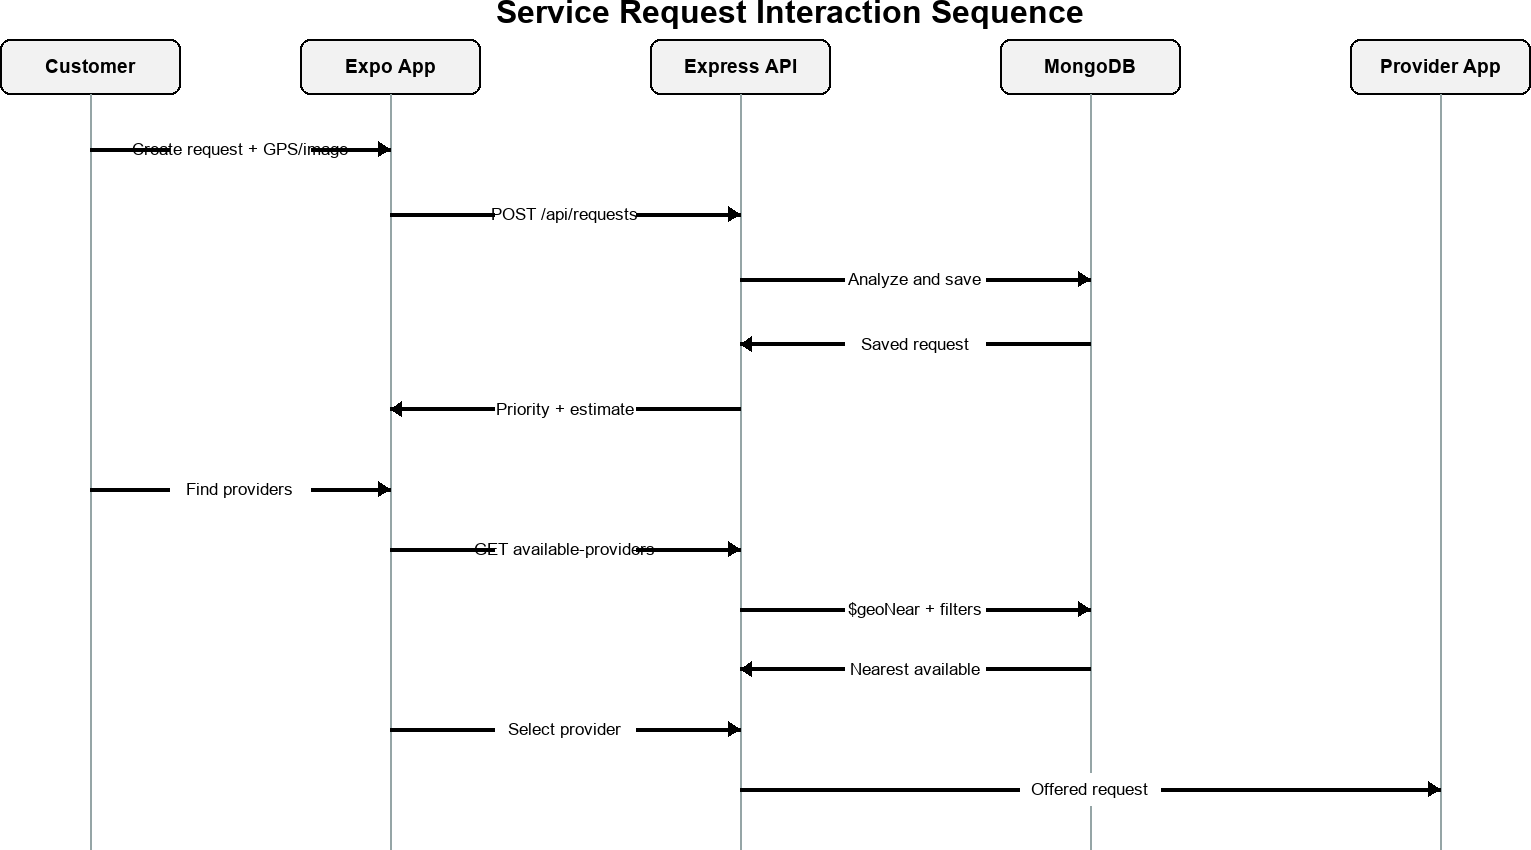 Service Request Interaction Sequence
Customer
Expo App
Express API
MongoDB
Provider App
Create request + GPS/image
POST /api/requests
Analyze and save
Saved request
Priority + estimate
Find providers
GET available-providers
$geoNear + filters
Nearest available
Select provider
Offered request